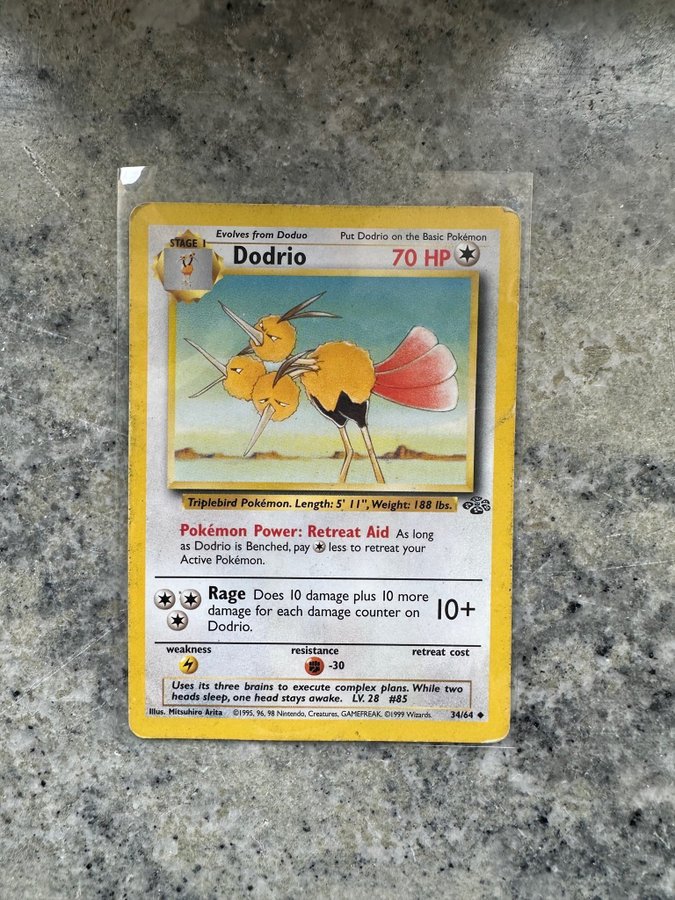 Evolves from Doduo
Put Dodrio on the Basic Pokémon
STAGE 1
Dodrio
70 HP
Triplebird Pokémon. Length: 5' 11", Weight: 188 lbs.
Pokémon Power: Retreat Aid As long
as Dodrio is Benched, pay less to retreat your
Active Pokémon.
Rage Does 10 damage plus 10 more
damage for each damage counter on
Dodrio.
10+
weakness
resistance
retreat cost
-30
Uses its three brains to execute complex plans. While two
heads sleep, one head stays awake. LV. 28 #85
Illus. Mitsuhiro Arita ©1995, 96, 98 Nintendo, Creatures, GAMEFREAK. ©1999 Wizards. 34/64